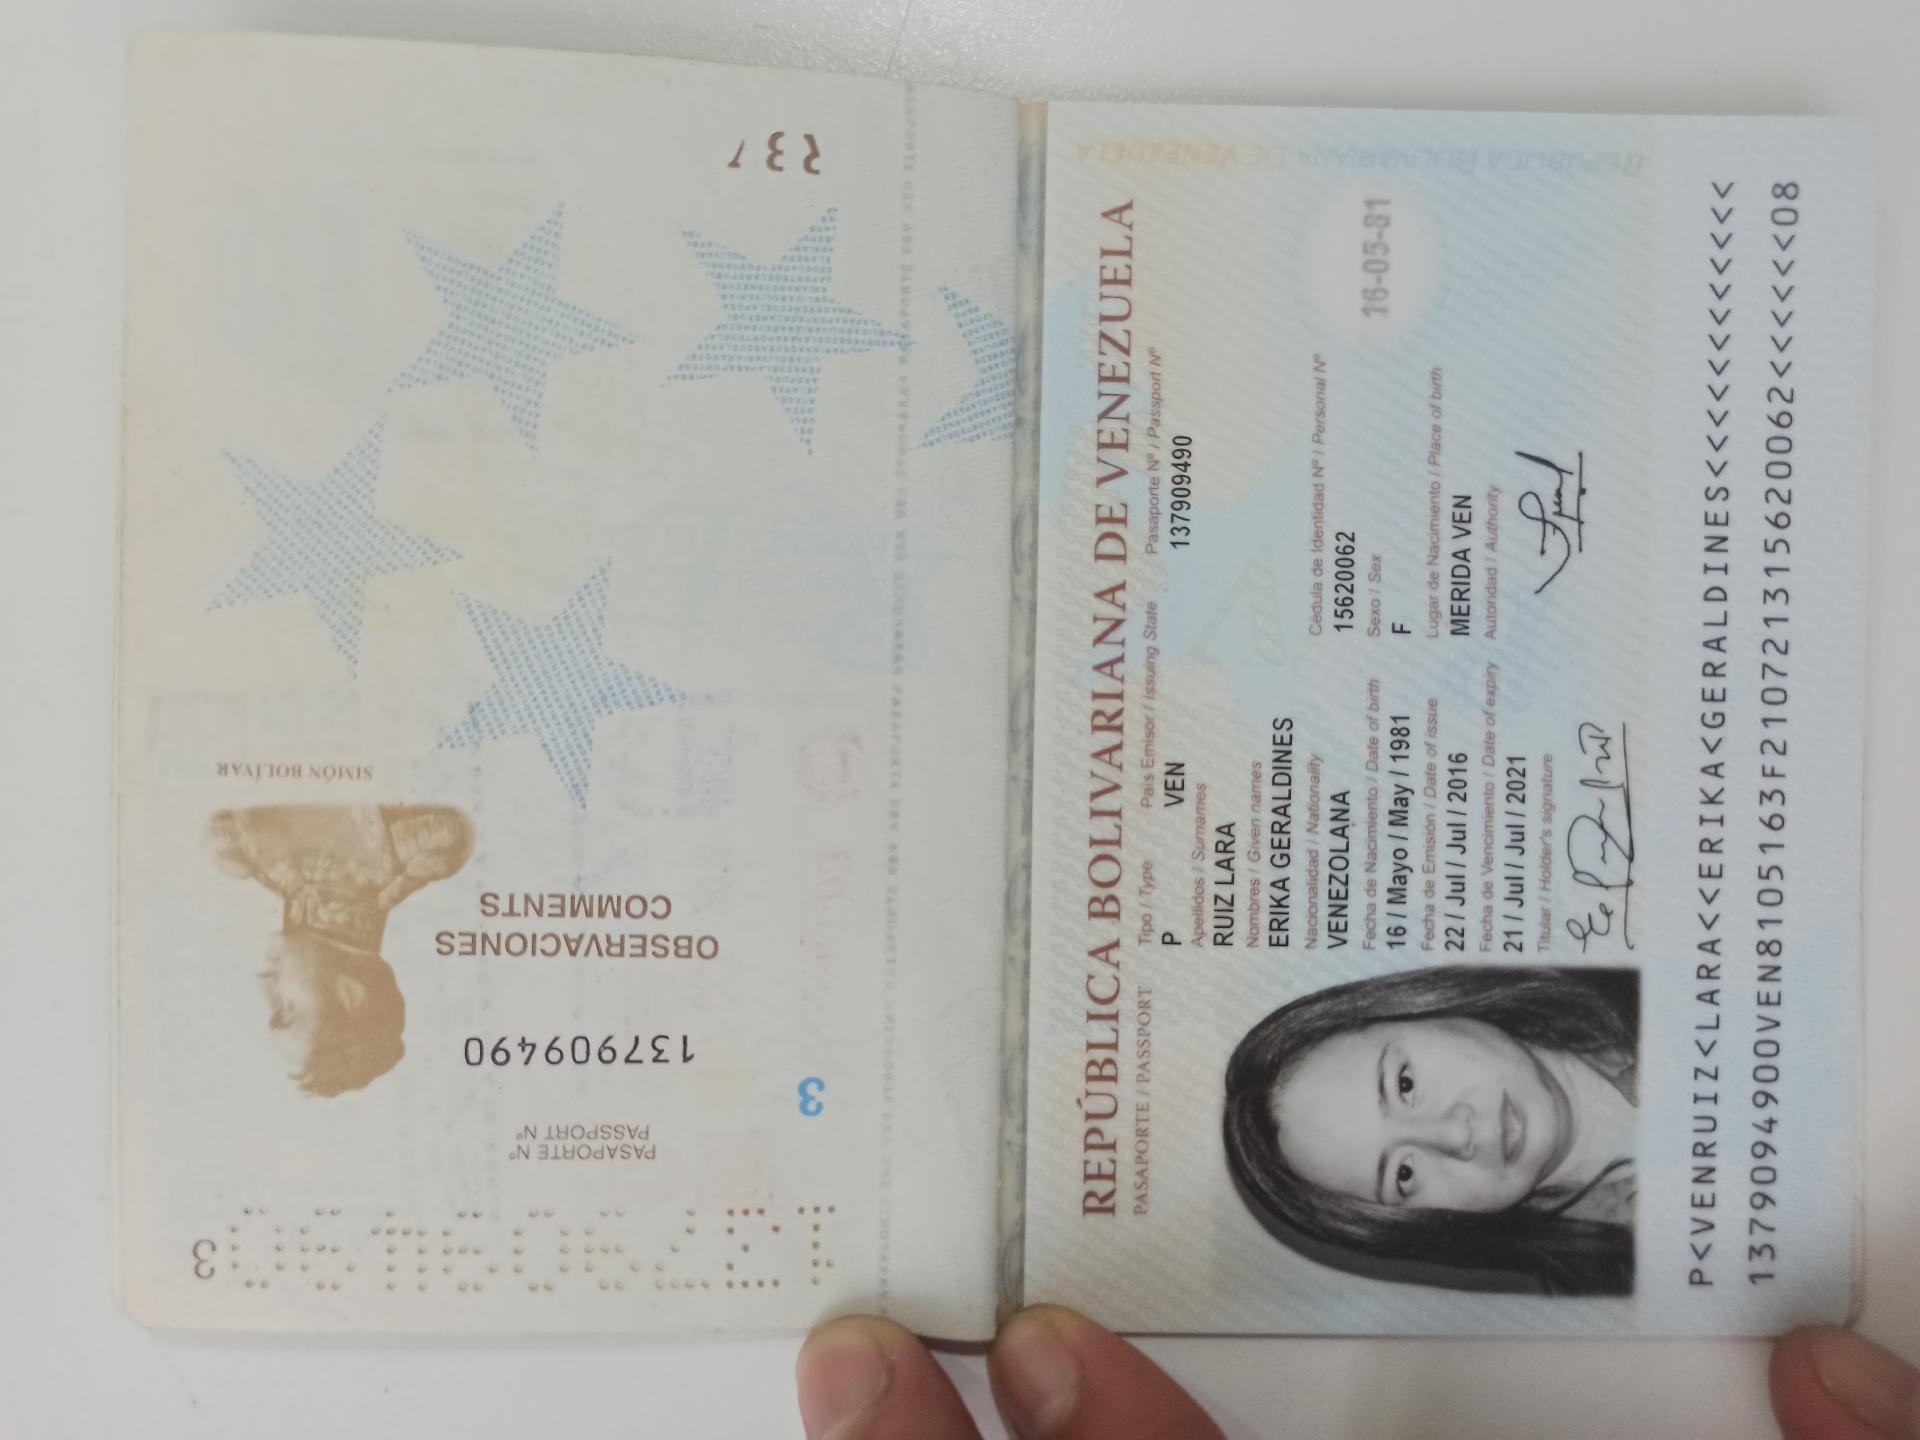 REPÚBLICA BOLIVARIANA DE VENEZUELA
PASAPORTE / PASSPORT
Tipo / Type País Emisor / Issuing State Pasaporte Nº / Passport Nº
P VEN 137909490
Apellidos / Surnames
RUIZ LARA
Nombres / Given names
ERIKA GERALDINES
Nacionalidad / Nationality Cédula de Identidad Nº / Personal Nº
VENEZOLANA 15620062
Fecha de Nacimiento / Date of birth Sexo / Sex
16 / Mayo / May / 1981 F
16-05-81
Fecha de Emisión / Date of issue Lugar de Nacimiento / Place of birth
22 / Jul / Jul / 2016 MERIDA VEN
Fecha de Vencimiento / Date of expiry Autoridad / Authority
21 / Jul / Jul / 2021
Titular / Holder's signature
P<VENRUIZ<LARA<<ERIKA<GERALDINES<<<<<<<<<<<<
1379094900VEN8105163F210721315620062<<<<<<08
REPÚBLICA BOLIVARIANA DE VENEZUELA
3
PASAPORTE Nº
PASSPORT Nº
137909490
3
OBSERVACIONES
COMMENTS
SIMÓN BOLÍVAR